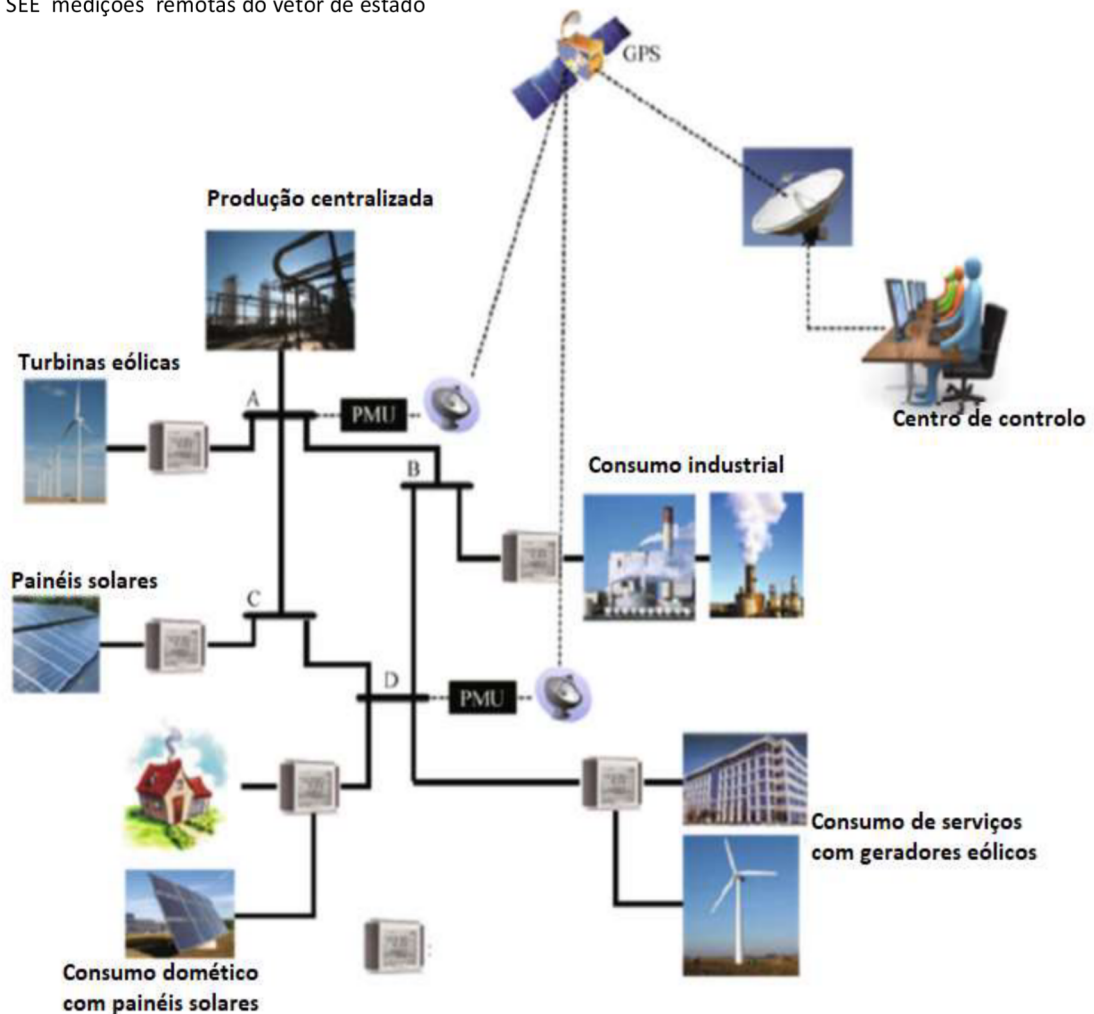 SEE medições remotas do vetor de estado
GPS
Produção centralizada
Turbinas eólicas
A
PMU
Centro de controlo
B
Consumo industrial
Painéis solares
C
D
PMU
Consumo de serviços
com geradores eólicos
:
Consumo domético
com painéis solares